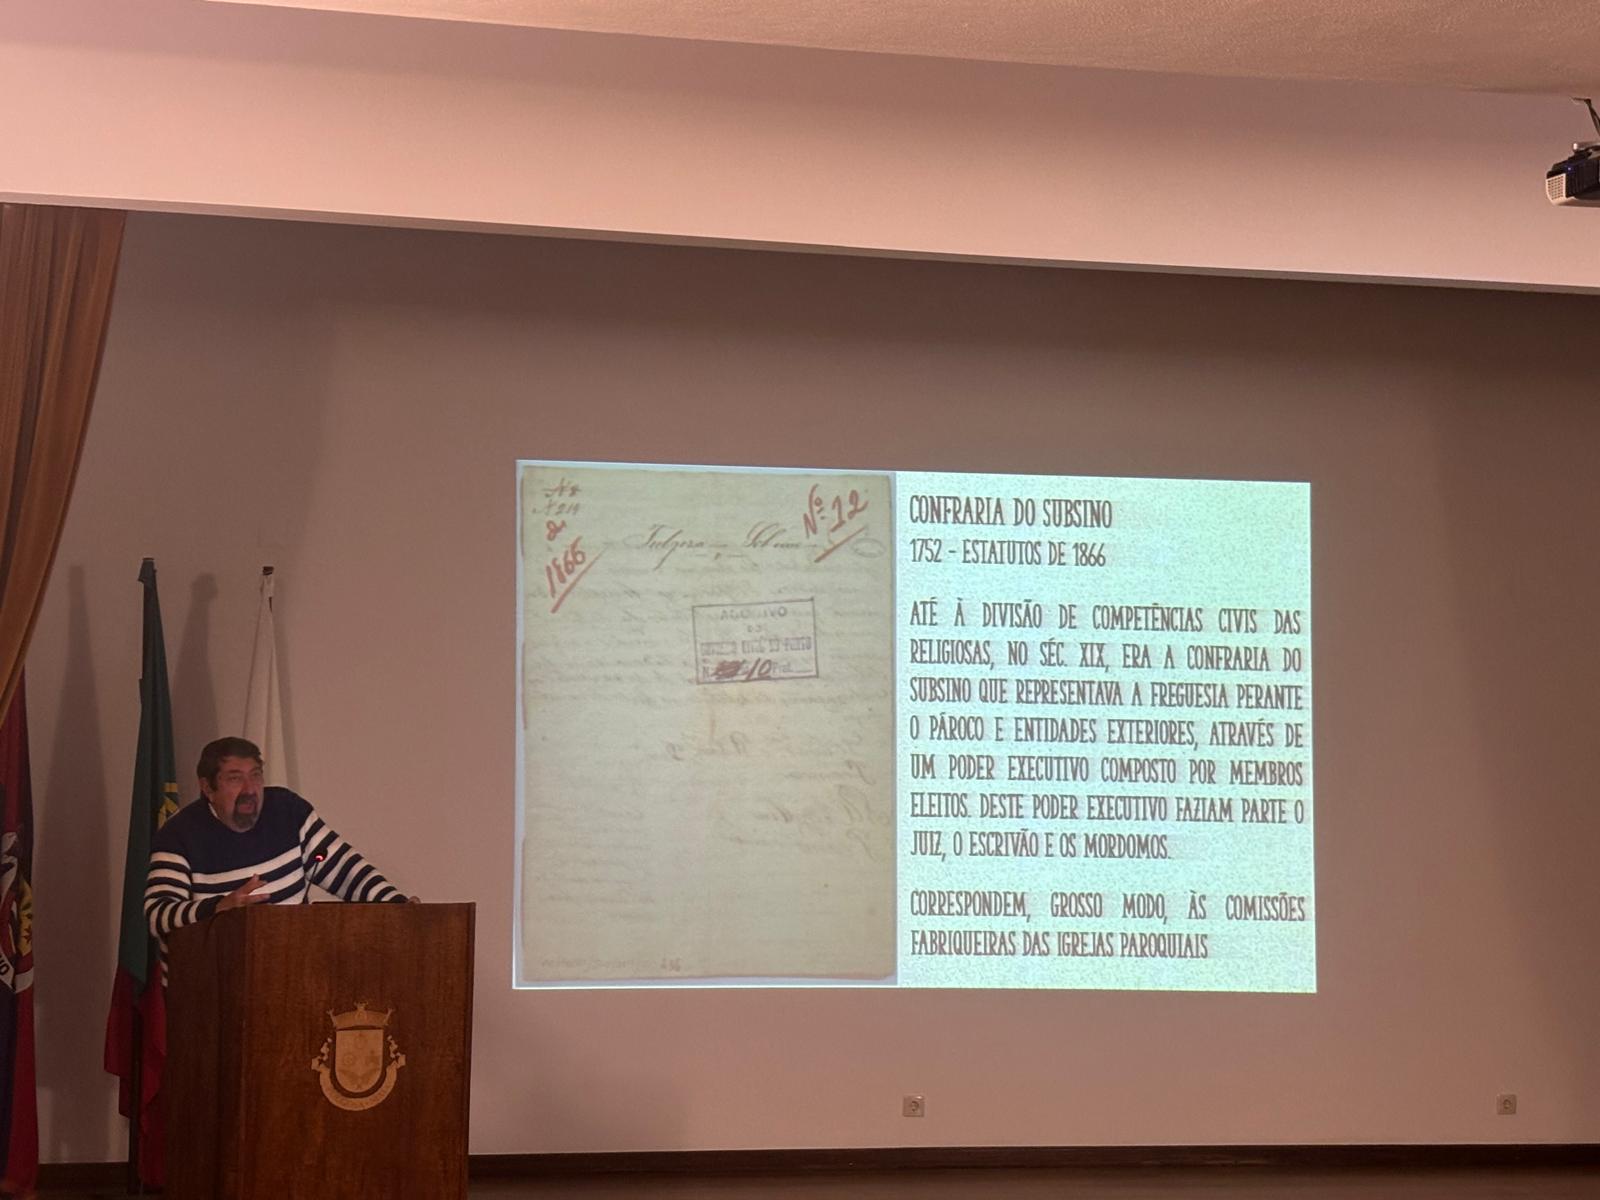 Nº 12
1866
CONFRARIA DO SUBSINO
1752 - ESTATUTOS DE 1866
ATÉ À DIVISÃO DE COMPETÊNCIAS CIVIS DAS
RELIGIOSAS, NO SÉC. XIX, ERA A CONFRARIA DO
SUBSINO QUE REPRESENTAVA A FREGUESIA PERANTE
O PÁROCO E ENTIDADES EXTERIORES, ATRAVÉS DE
UM PODER EXECUTIVO COMPOSTO POR MEMBROS
ELEITOS. DESTE PODER EXECUTIVO FAZIAM PARTE O
JUIZ, O ESCRIVÃO E OS MORDOMOS.
CORRESPONDEM, GROSSO MODO, ÀS COMISSÕES
FABRIQUEIRAS DAS IGREJAS PAROQUIAIS